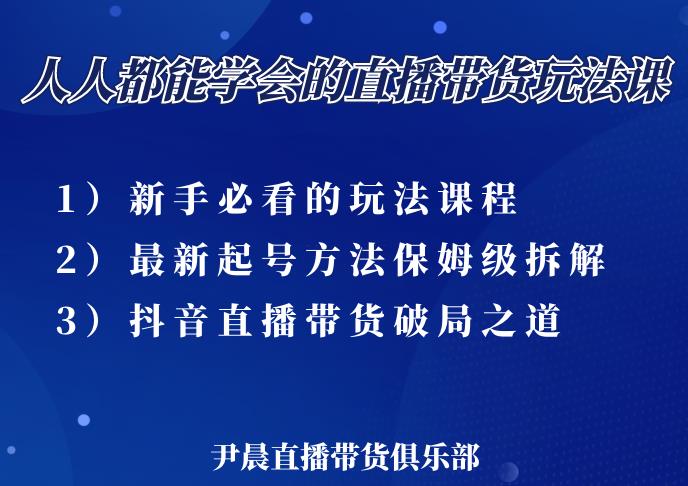 人人都能学会的直播带货玩法课
1）新手必看的玩法课程
2）最新起号方法保姆级拆解
3）抖音直播带货破局之道
尹晨直播带货俱乐部